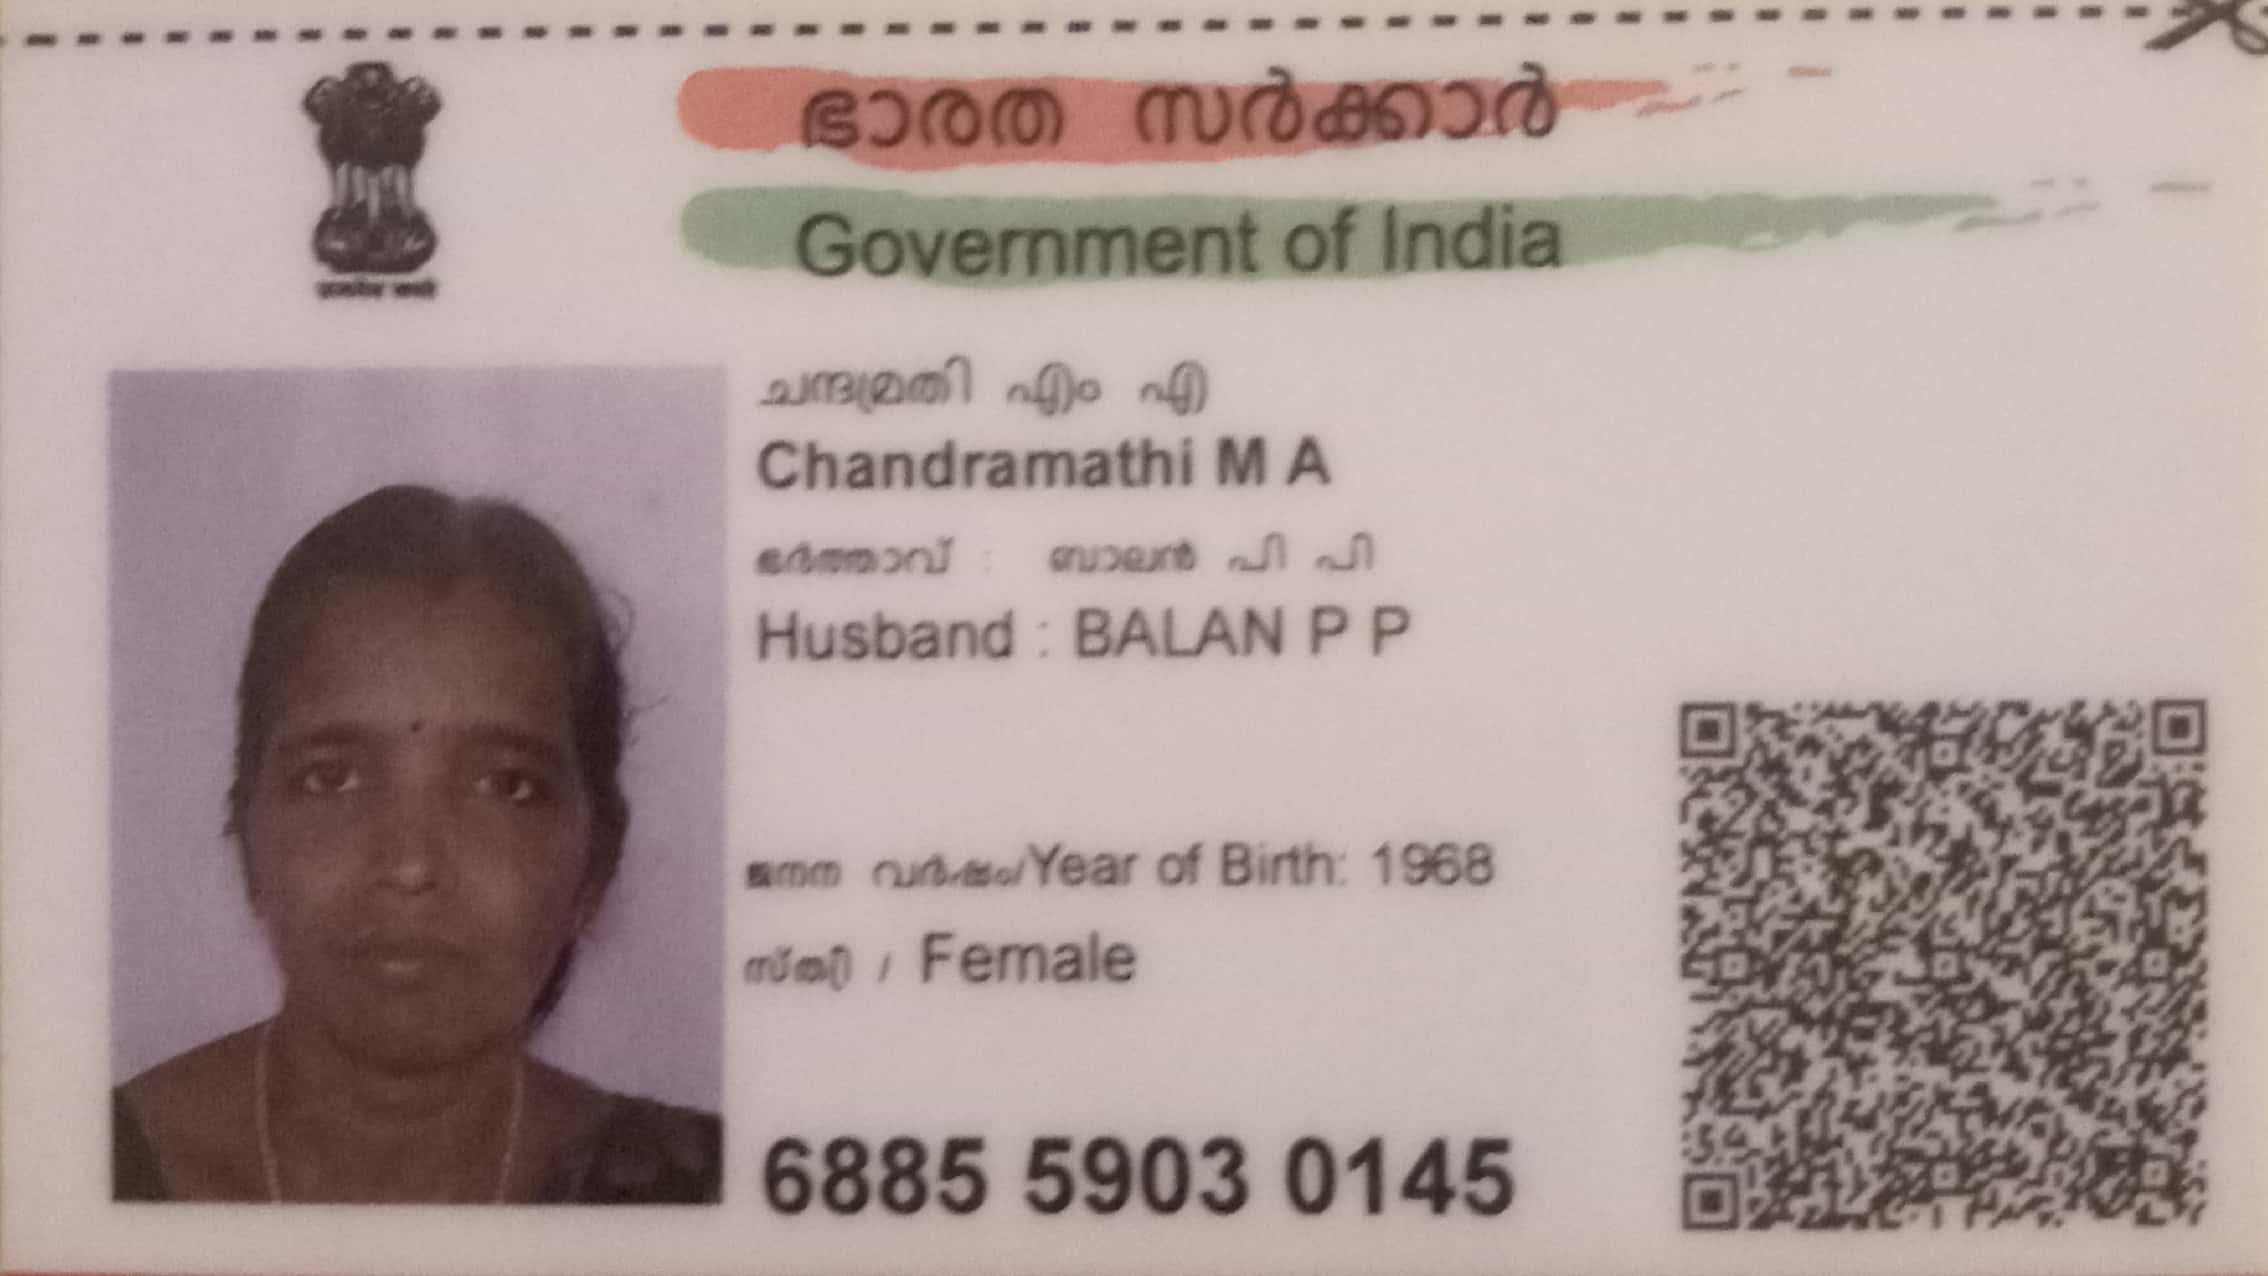 ഭാരത സർക്കാർ
Government of India
ചന്ദ്രമതി എം എ
Chandramathi M A
ഭർത്താവ് : ബാലൻ പി പി
Husband : BALAN P P
ജനന വർഷം/Year of Birth: 1968
സ്ത്രീ / Female
6885 5903 0145